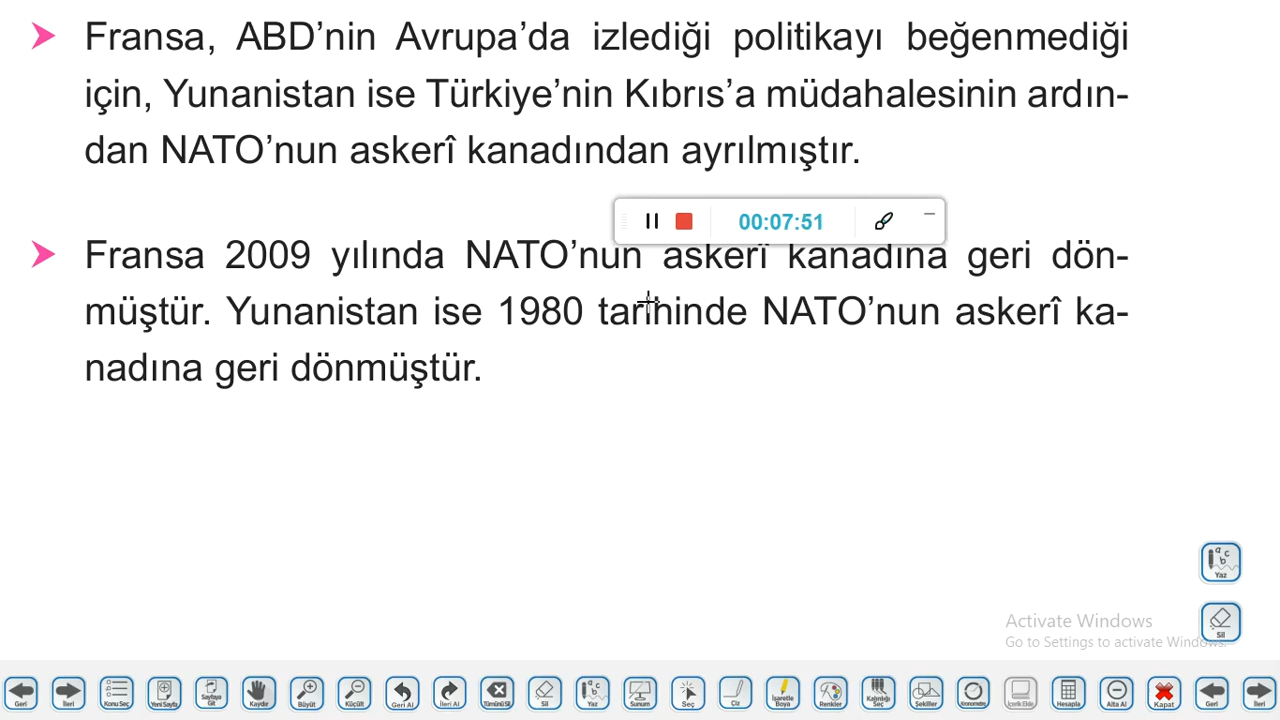 Fransa, ABD’nin Avrupa’da izlediği politikayı beğenmediği
için, Yunanistan ise Türkiye’nin Kıbrıs’a müdahalesinin ardın-
dan NATO’nun askerî kanadından ayrılmıştır.
00:07:51
Fransa 2009 yılında NATO’nun askerî kanadına geri dön-
müştür. Yunanistan ise 1980 tarihinde NATO’nun askerî ka-
nadına geri dönmüştür.
a b c
Yaz
Activate Windows
Go to Settings to activate Windows.
Sil
Geri İleri Konu Seç Yeni Sayfa Sayfaya Git Kaydır Büyüt Küçült Geri Al İleri Al Tümünü Sil Sil Yaz Sunum Seç Çiz İşaretle Boya Renkler Kalınlığı Seç Şekiller Kronometre İçerik Ekle Hesapla Alta Al Kapat Geri İleri